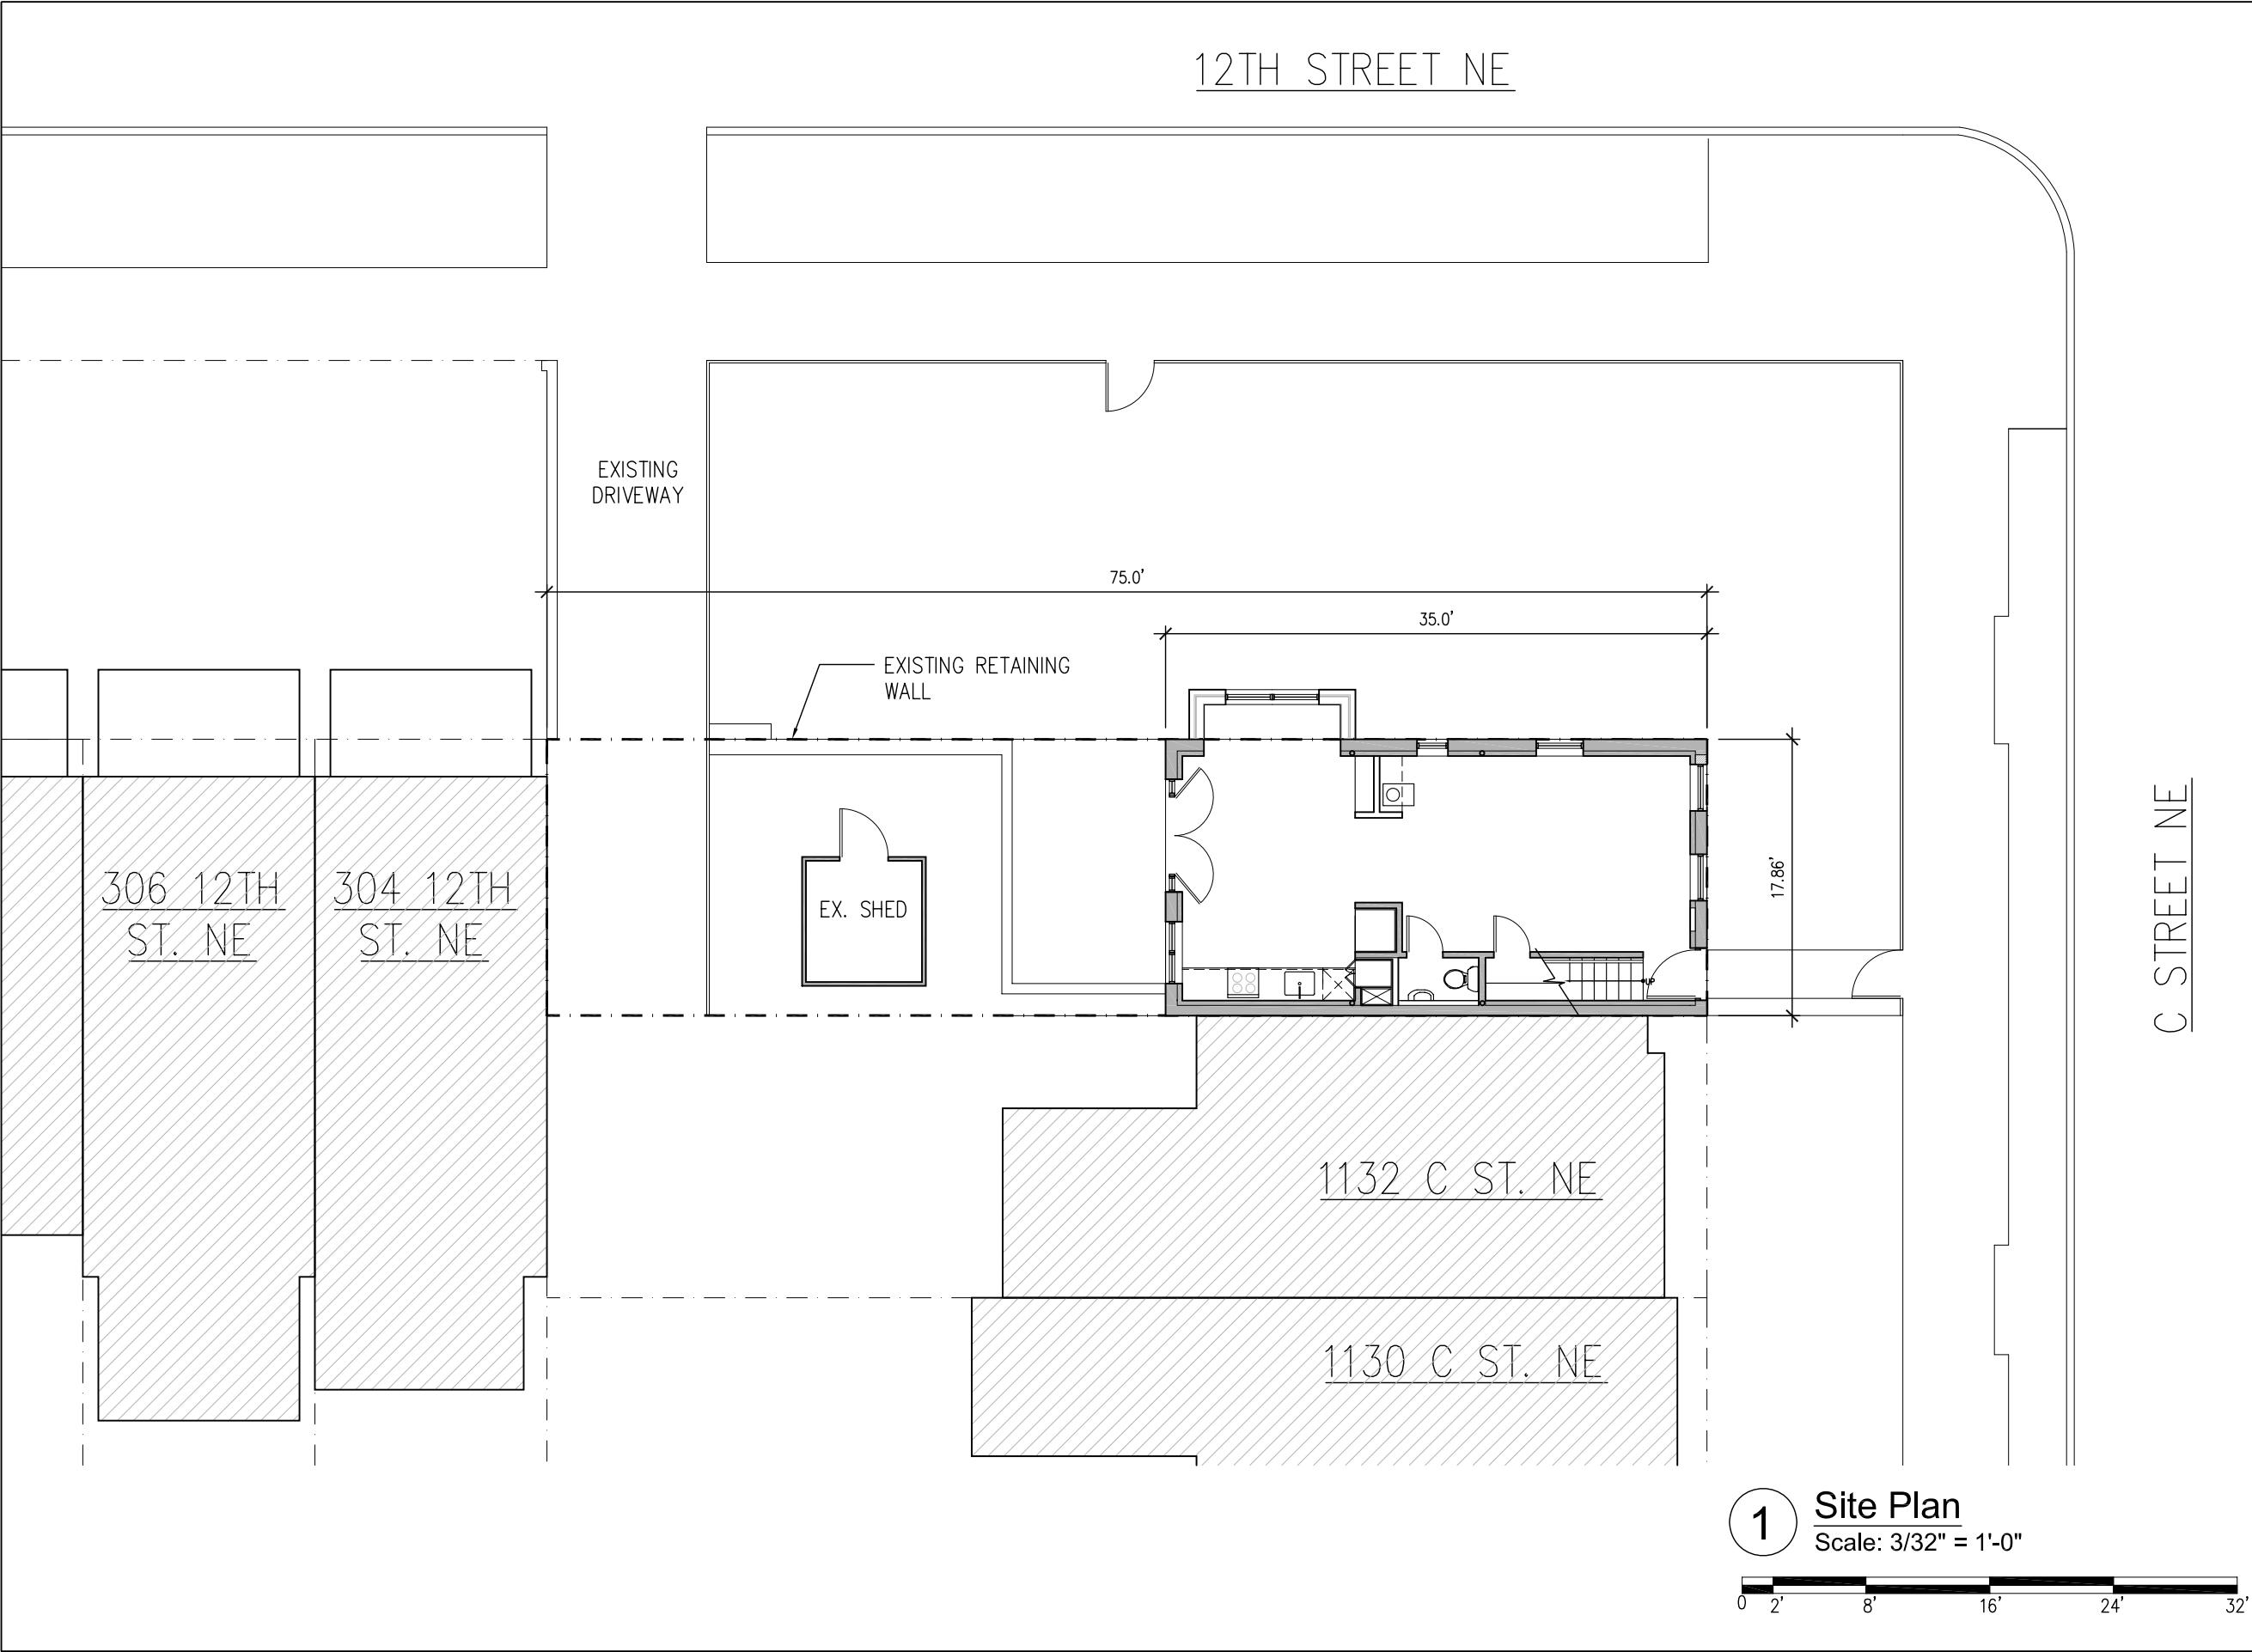 12TH STREET NE
EXISTING
DRIVEWAY
75.0'
35.0'
EXISTING RETAINING
WALL
17.86'
C STREET NE
306 12TH
ST. NE
304 12TH
ST. NE
EX. SHED
UP
1132 C ST. NE
1130 C ST. NE
1
Site Plan
Scale: 3/32" = 1'-0"
0 2' 8' 16' 24' 32'